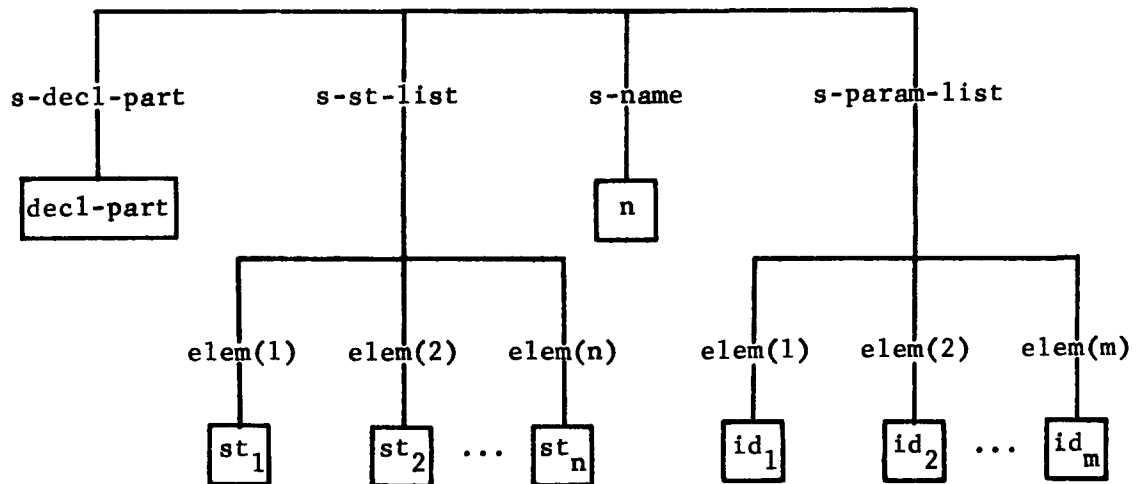 s-decl-part s-st-list s-name s-param-list
decl-part n
elem(1) elem(2) elem(n) elem(1) elem(2) elem(m)
st₁ st₂ ... stₙ id₁ id₂ ... idₘ